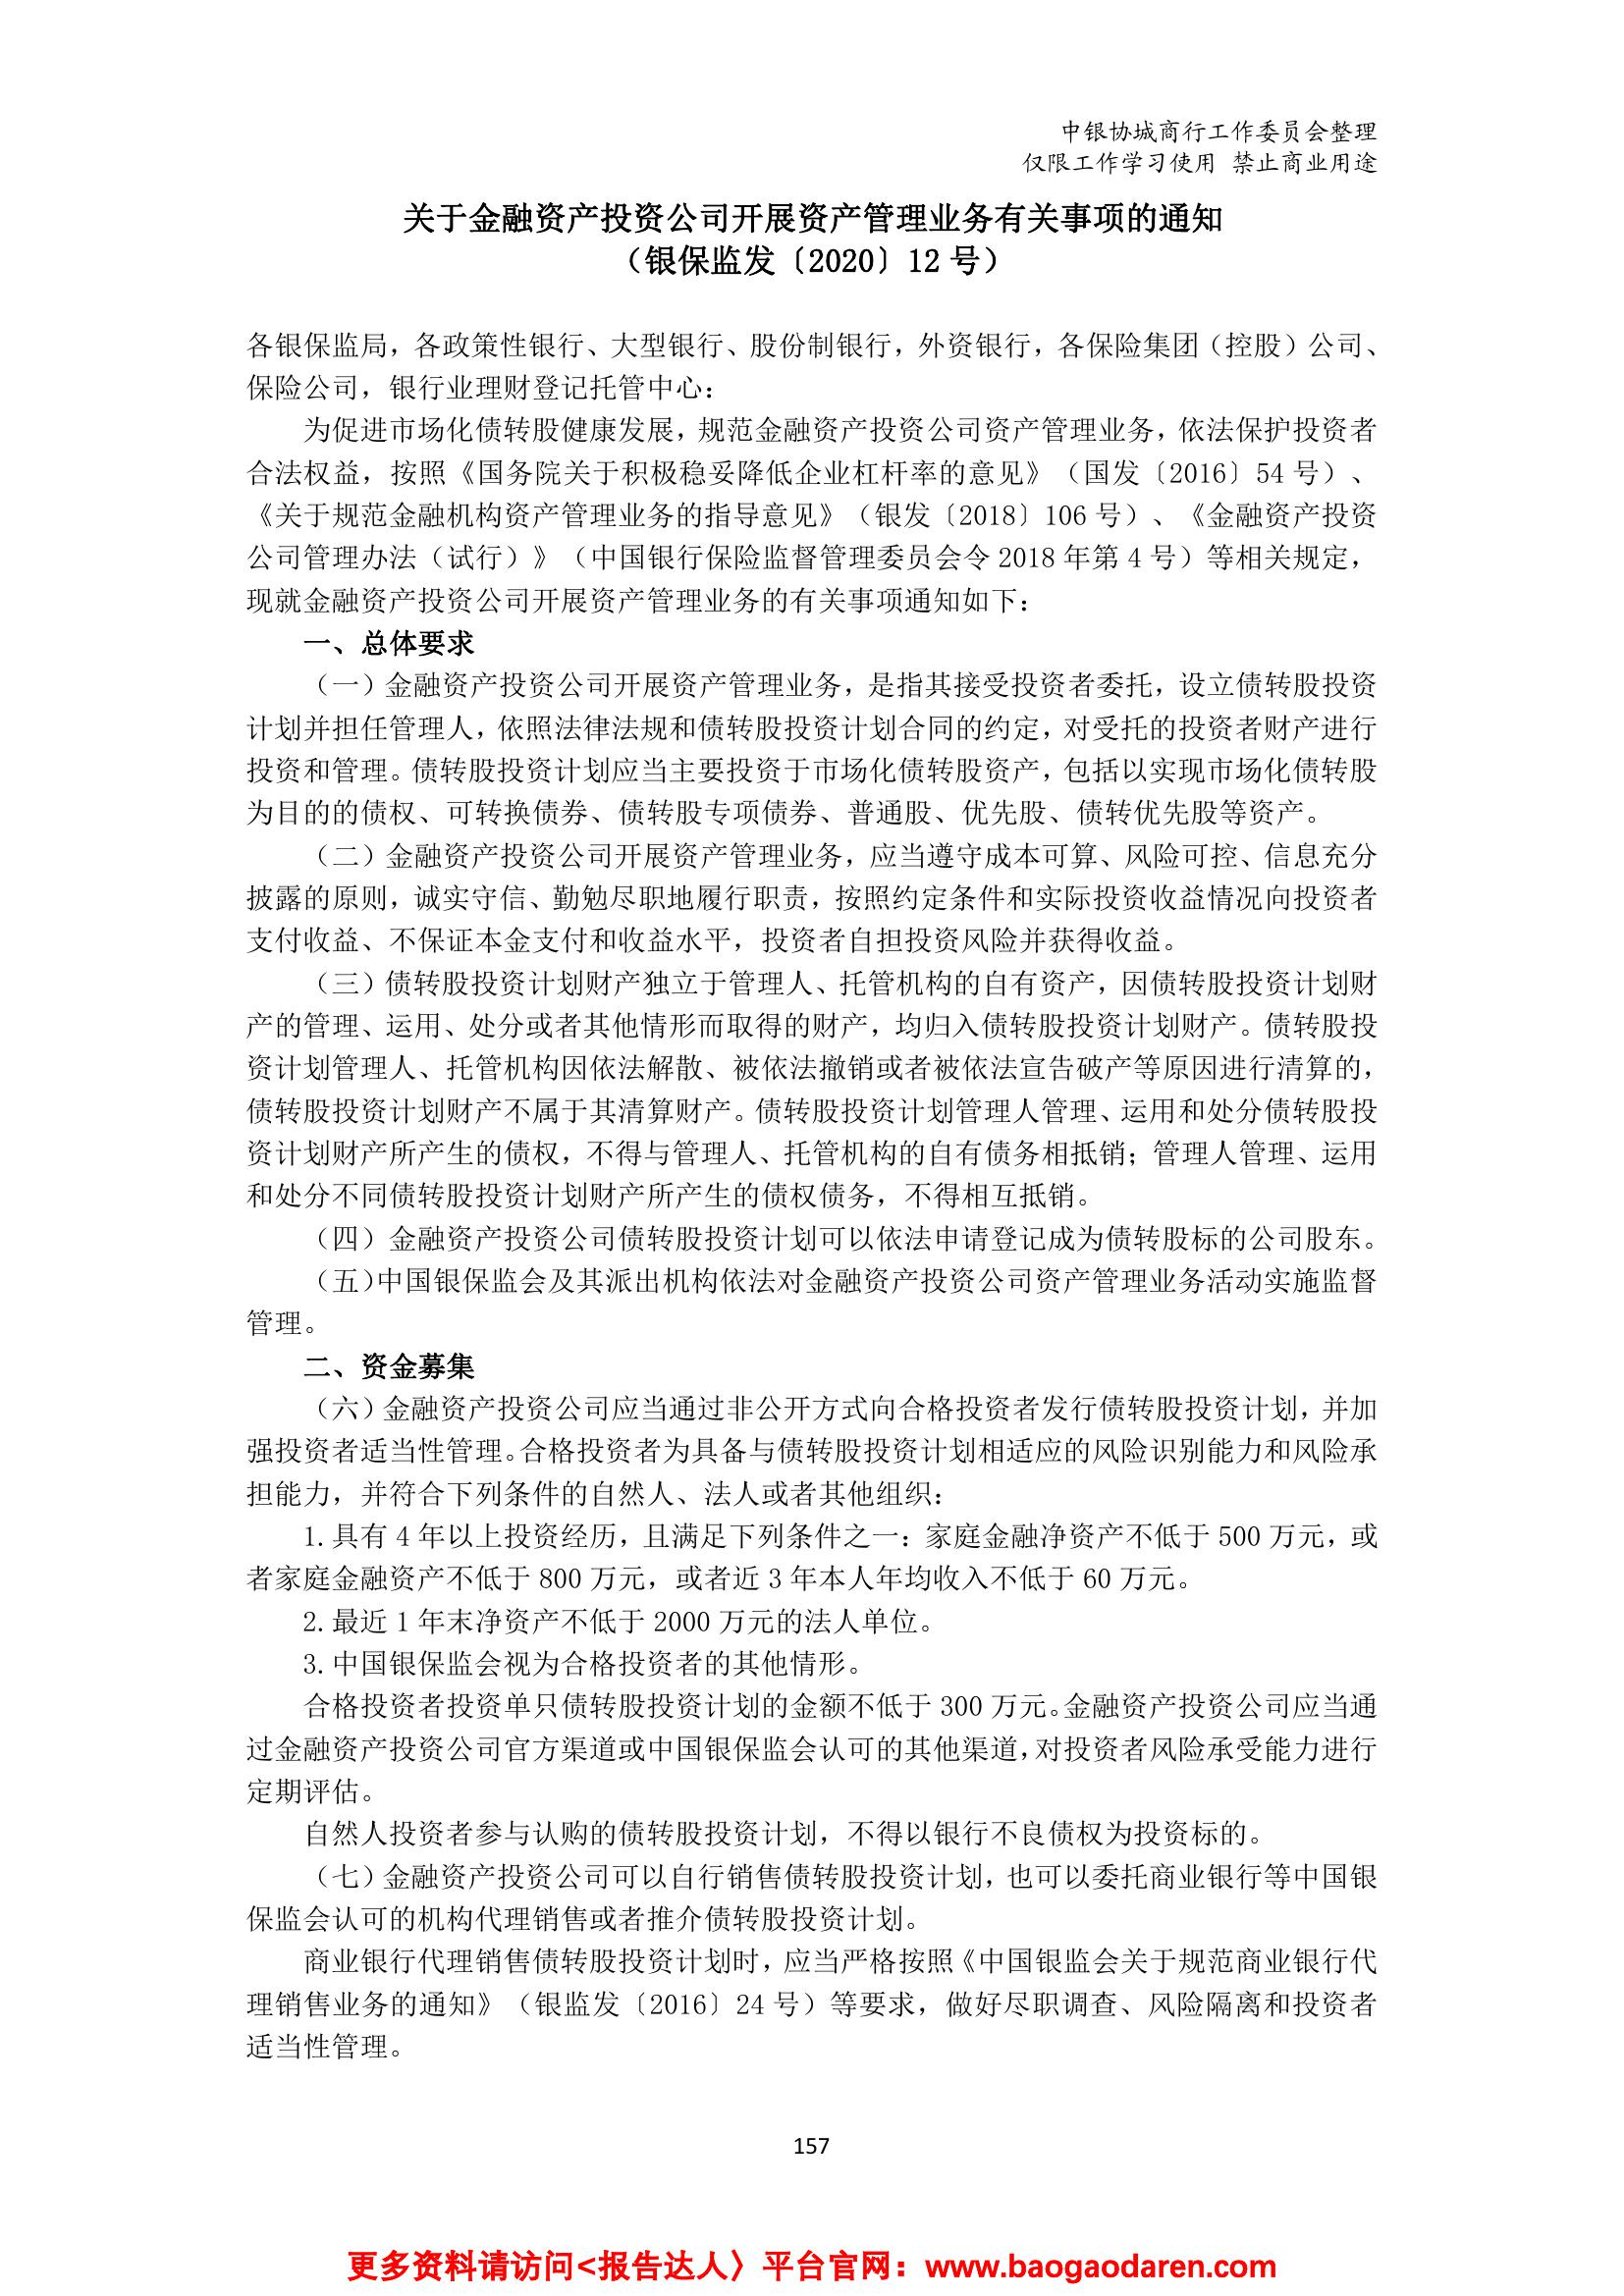 中银协城商行工作委员会整理
仅限工作学习使用 禁止商业用途
关于金融资产投资公司开展资产管理业务有关事项的通知
（银保监发〔2020〕12 号）
各银保监局，各政策性银行、大型银行、股份制银行，外资银行，各保险集团（控股）公司、
保险公司，银行业理财登记托管中心：
为促进市场化债转股健康发展，规范金融资产投资公司资产管理业务，依法保护投资者
合法权益，按照《国务院关于积极稳妥降低企业杠杆率的意见》（国发〔2016〕54 号）、
《关于规范金融机构资产管理业务的指导意见》（银发〔2018〕106 号）、《金融资产投资
公司管理办法（试行）》（中国银行保险监督管理委员会令 2018 年第 4 号）等相关规定，
现就金融资产投资公司开展资产管理业务的有关事项通知如下：
一、总体要求
（一）金融资产投资公司开展资产管理业务，是指其接受投资者委托，设立债转股投资
计划并担任管理人，依照法律法规和债转股投资计划合同的约定，对受托的投资者财产进行
投资和管理。债转股投资计划应当主要投资于市场化债转股资产，包括以实现市场化债转股
为目的的债权、可转换债券、债转股专项债券、普通股、优先股、债转优先股等资产。
（二）金融资产投资公司开展资产管理业务，应当遵守成本可算、风险可控、信息充分
披露的原则，诚实守信、勤勉尽职地履行职责，按照约定条件和实际投资收益情况向投资者
支付收益、不保证本金支付和收益水平，投资者自担投资风险并获得收益。
（三）债转股投资计划财产独立于管理人、托管机构的自有资产，因债转股投资计划财
产的管理、运用、处分或者其他情形而取得的财产，均归入债转股投资计划财产。债转股投
资计划管理人、托管机构因依法解散、被依法撤销或者被依法宣告破产等原因进行清算的，
债转股投资计划财产不属于其清算财产。债转股投资计划管理人管理、运用和处分债转股投
资计划财产所产生的债权，不得与管理人、托管机构的自有债务相抵销；管理人管理、运用
和处分不同债转股投资计划财产所产生的债权债务，不得相互抵销。
（四）金融资产投资公司债转股投资计划可以依法申请登记成为债转股标的公司股东。
（五）中国银保监会及其派出机构依法对金融资产投资公司资产管理业务活动实施监督
管理。
二、资金募集
（六）金融资产投资公司应当通过非公开方式向合格投资者发行债转股投资计划，并加
强投资者适当性管理。合格投资者为具备与债转股投资计划相适应的风险识别能力和风险承
担能力，并符合下列条件的自然人、法人或者其他组织：
1.具有 4 年以上投资经历，且满足下列条件之一：家庭金融净资产不低于 500 万元，或
者家庭金融资产不低于 800 万元，或者近 3 年本人年均收入不低于 60 万元。
2.最近 1 年末净资产不低于 2000 万元的法人单位。
3.中国银保监会视为合格投资者的其他情形。
合格投资者投资单只债转股投资计划的金额不低于 300 万元。金融资产投资公司应当通
过金融资产投资公司官方渠道或中国银保监会认可的其他渠道，对投资者风险承受能力进行
定期评估。
自然人投资者参与认购的债转股投资计划，不得以银行不良债权为投资标的。
（七）金融资产投资公司可以自行销售债转股投资计划，也可以委托商业银行等中国银
保监会认可的机构代理销售或者推介债转股投资计划。
商业银行代理销售债转股投资计划时，应当严格按照《中国银监会关于规范商业银行代
理销售业务的通知》（银监发〔2016〕24 号）等要求，做好尽职调查、风险隔离和投资者
适当性管理。
157
更多资料请访问<报告达人〉平台官网：www.baogaodaren.com